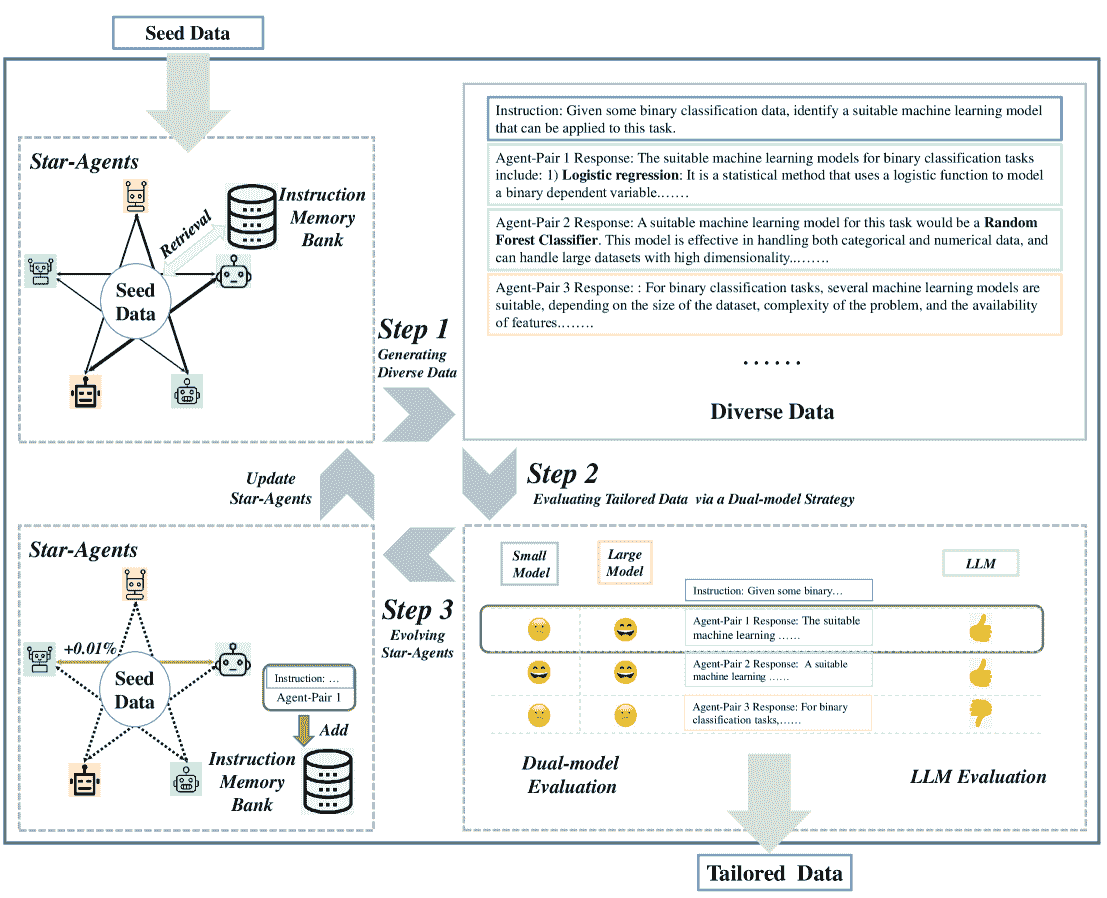 Seed Data
Star-Agents
Instruction
Memory
Bank
Retrieval
Seed
Data
Step 1
Generating
Diverse Data
Instruction: Given some binary classification data, identify a suitable machine learning model
that can be applied to this task.
Agent-Pair 1 Response: The suitable machine learning models for binary classification tasks
include: 1) Logistic regression: It is a statistical method that uses a logistic function to model
a binary dependent variable.……
Agent-Pair 2 Response: A suitable machine learning model for this task would be a Random
Forest Classifier. This model is effective in handling both categorical and numerical data, and
can handle large datasets with high dimensionality...…….
Agent-Pair 3 Response: : For binary classification tasks, several machine learning models are
suitable, depending on the size of the dataset, complexity of the problem, and the availability
of features.…….
······
Diverse Data
Update
Star-Agents
Step 2
Evaluating Tailored Data via a Dual-model Strategy
Star-Agents
+0.01%
Seed
Data
Instruction: …
Agent-Pair 1
Add
Instruction
Memory
Bank
Step 3
Evolving
Star-Agents
Small
Model
Large
Model
LLM
Instruction: Given some binary…
Agent-Pair 1 Response: The suitable
machine learning ……
Agent-Pair 2 Response: A suitable
machine learning ……
Agent-Pair 3 Response: For binary
classification tasks,……
Dual-model
Evaluation
LLM Evaluation
Tailored Data